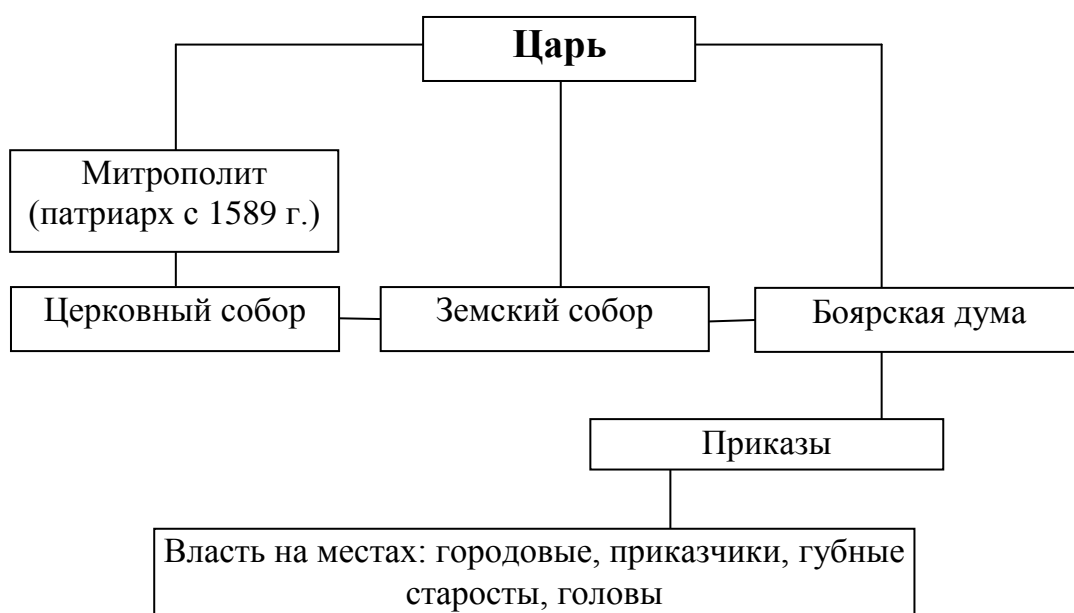 Царь
Митрополит
(патриарх с 1589 г.)
Церковный собор
Земский собор
Боярская дума
Приказы
Власть на местах: городовые, приказчики, губные
старосты, головы